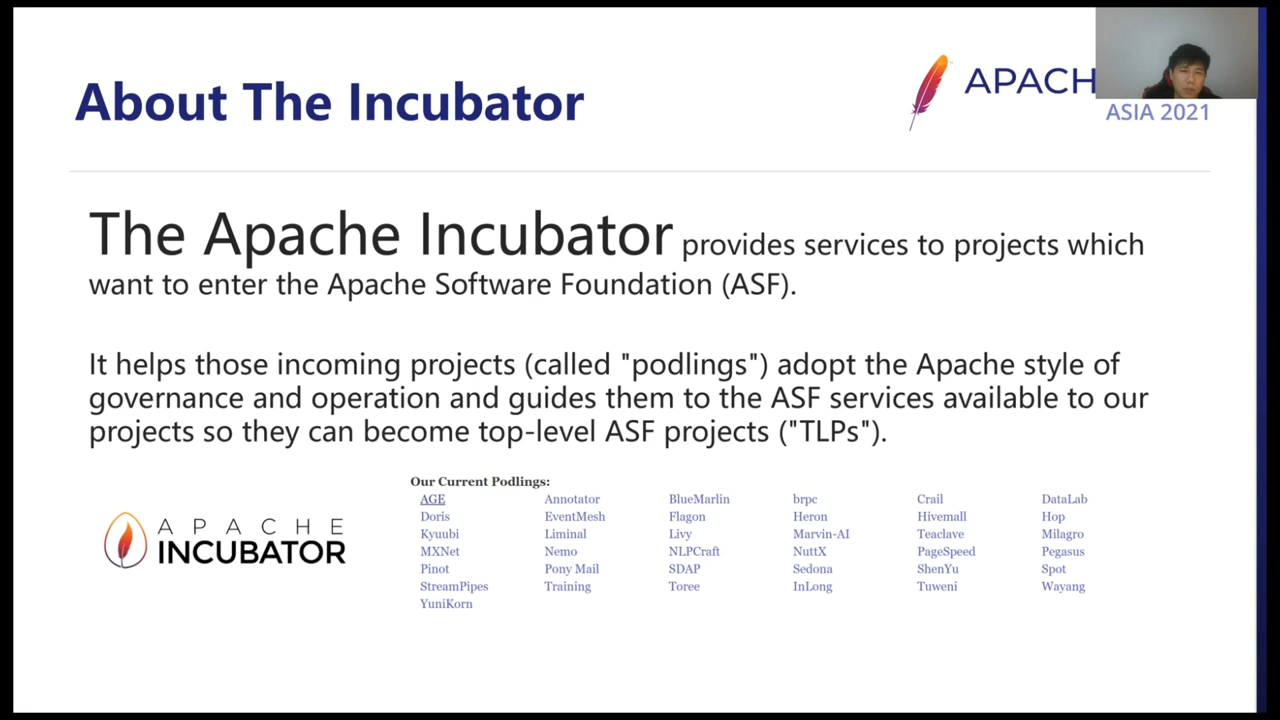 About The Incubator
APACH
ASIA 2021
The Apache Incubator provides services to projects which
want to enter the Apache Software Foundation (ASF).
It helps those incoming projects (called "podlings") adopt the Apache style of
governance and operation and guides them to the ASF services available to our
projects so they can become top-level ASF projects ("TLPs").
APACHE
INCUBATOR
Our Current Podlings:
AGE Annotator BlueMarlin brpc Crail DataLab
Doris EventMesh Flagon Heron Hivemall Hop
Kyuubi Liminal Livy Marvin-AI Teaclave Milagro
MXNet Nemo NLPCraft NuttX PageSpeed Pegasus
Pinot Pony Mail SDAP Sedona ShenYu Spot
StreamPipes Training Toree InLong Tuweni Wayang
YuniKorn